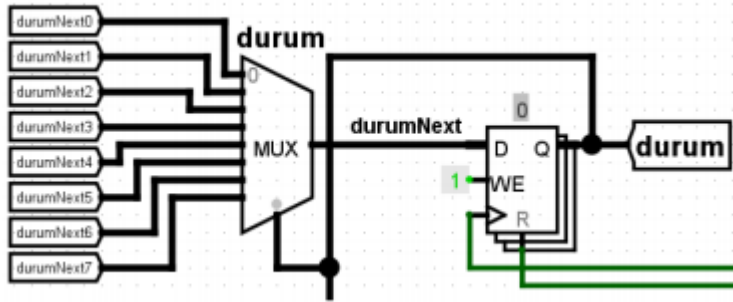 durumNext0
durumNext1
durumNext2
durumNext3
durumNext4
durumNext5
durumNext6
durumNext7
durum
0
MUX
durumNext
0
D Q
1 WE
R
durum